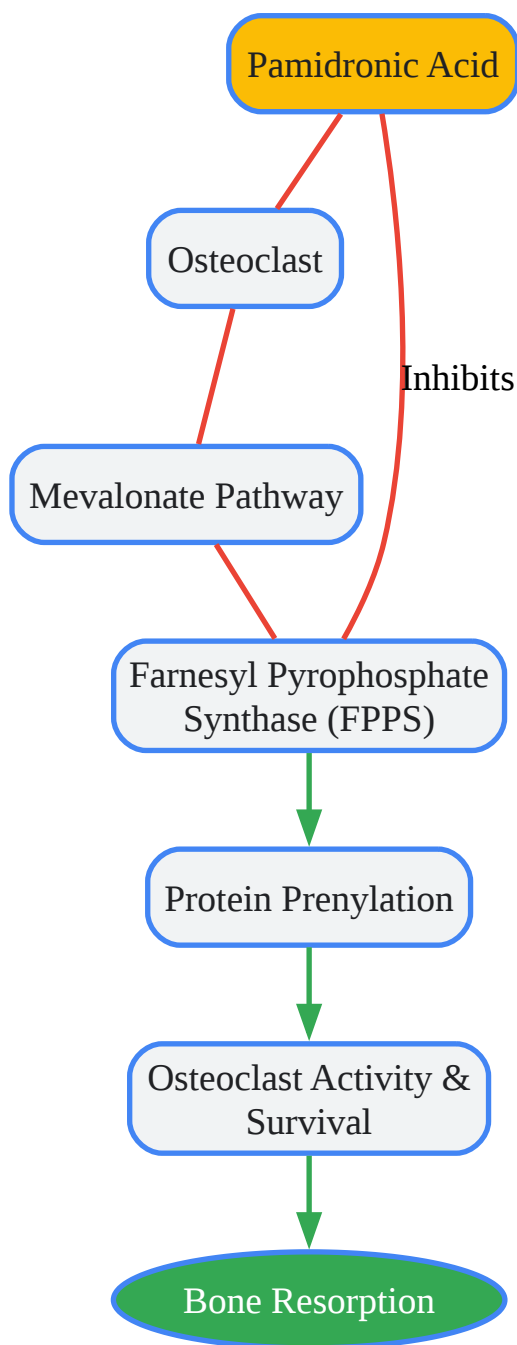 Pamidronic Acid
Osteoclast
Inhibits
Mevalonate Pathway
Farnesyl Pyrophosphate
Synthase (FPPS)
Protein Prenylation
Osteoclast Activity &
Survival
Bone Resorption